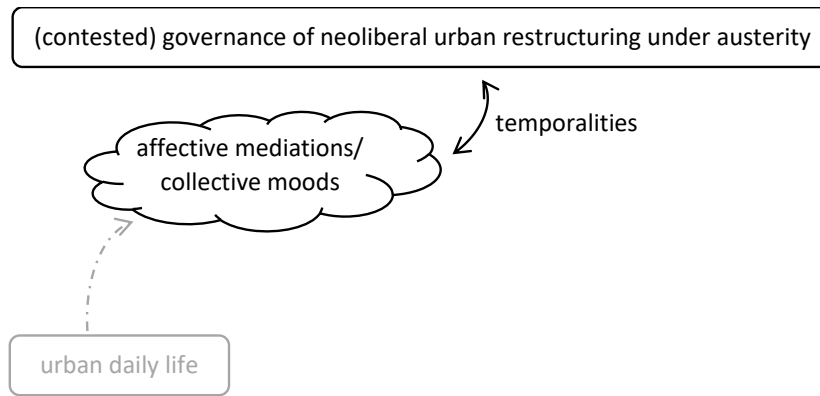 (contested) governance of neoliberal urban restructuring under austerity
temporalities
affective mediations/
collective moods
urban daily life